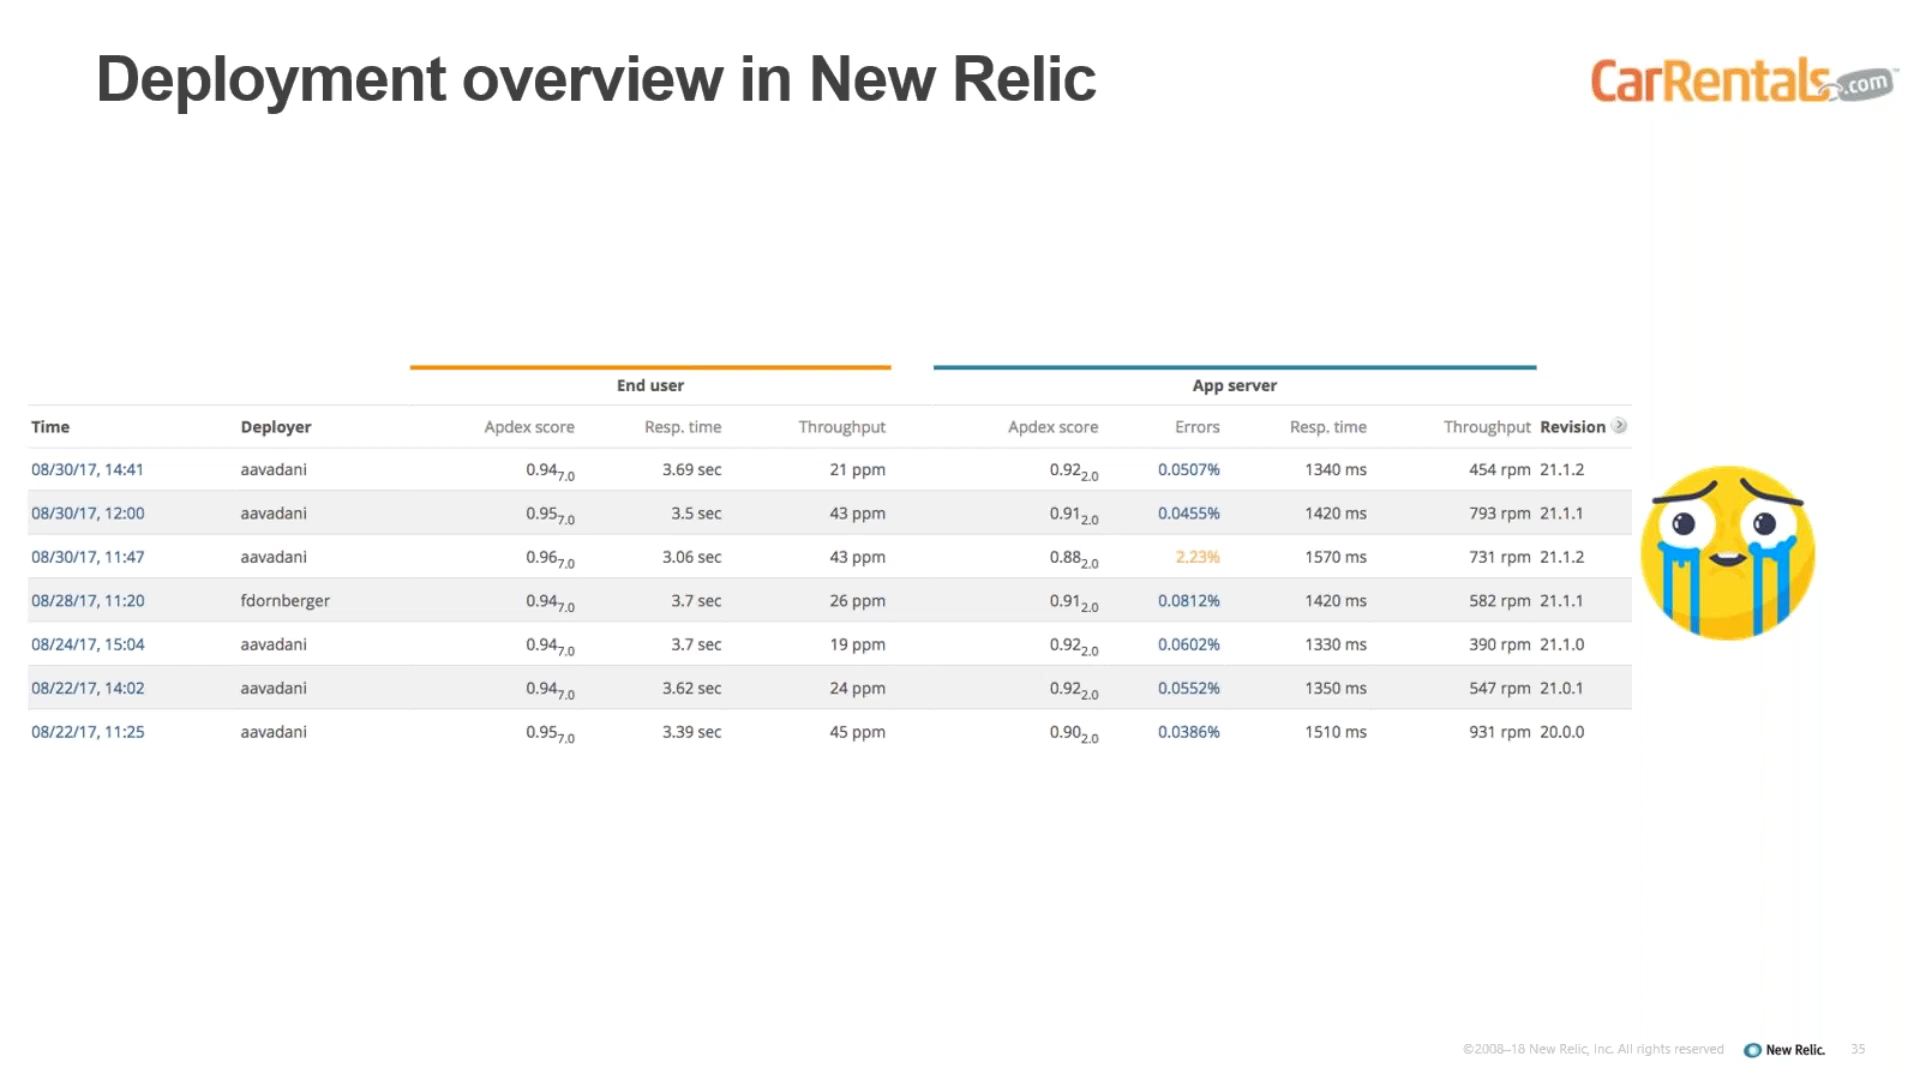 Deployment overview in New Relic
CarRentals.com™
End user App server
Time Deployer Apdex score Resp. time Throughput Apdex score Errors Resp. time Throughput Revision
08/30/17, 14:41 aavadani 0.94 7.0 3.69 sec 21 ppm 0.92 2.0 0.0507% 1340 ms 454 rpm 21.1.2
08/30/17, 12:00 aavadani 0.95 7.0 3.5 sec 43 ppm 0.91 2.0 0.0455% 1420 ms 793 rpm 21.1.1
08/30/17, 11:47 aavadani 0.96 7.0 3.06 sec 43 ppm 0.88 2.0 2.23% 1570 ms 731 rpm 21.1.2
08/28/17, 11:20 fdornberger 0.94 7.0 3.7 sec 26 ppm 0.91 2.0 0.0812% 1420 ms 582 rpm 21.1.1
08/24/17, 15:04 aavadani 0.94 7.0 3.7 sec 19 ppm 0.92 2.0 0.0602% 1330 ms 390 rpm 21.1.0
08/22/17, 14:02 aavadani 0.94 7.0 3.62 sec 24 ppm 0.92 2.0 0.0552% 1350 ms 547 rpm 21.0.1
08/22/17, 11:25 aavadani 0.95 7.0 3.39 sec 45 ppm 0.90 2.0 0.0386% 1510 ms 931 rpm 20.0.0
©2008–18 New Relic, Inc. All rights reserved New Relic. 35